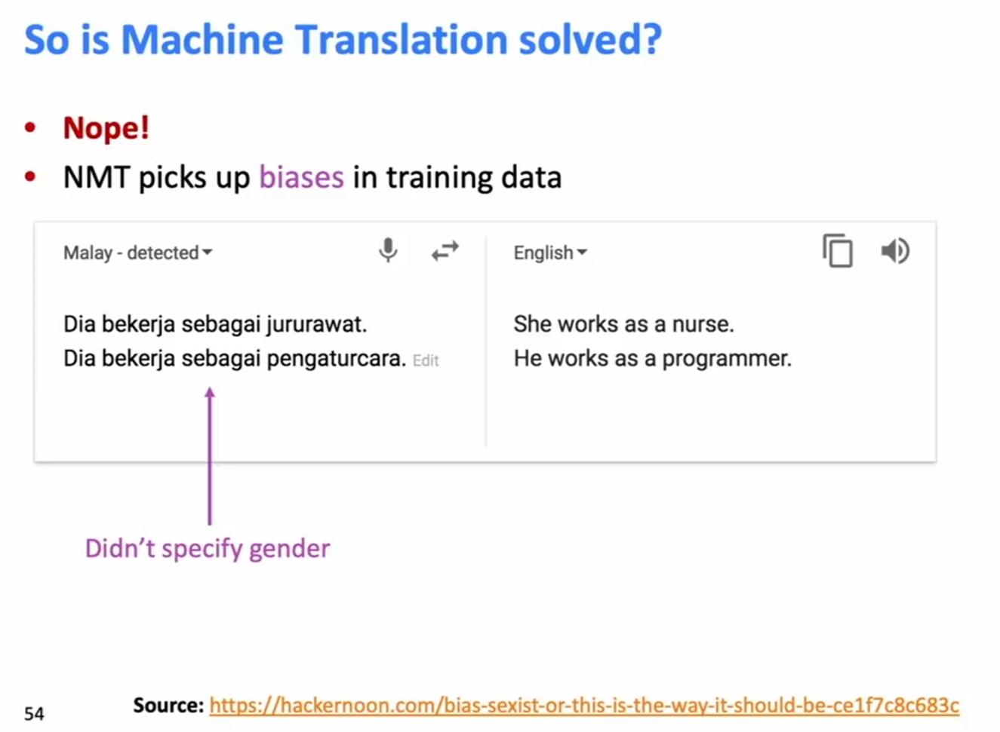 So is Machine Translation solved?
• Nope!
• NMT picks up biases in training data
Malay - detected
English
Dia bekerja sebagai jururawat.
Dia bekerja sebagai pengaturcara. Edit
She works as a nurse.
He works as a programmer.
Didn't specify gender
54
Source: https://hackernoon.com/bias-sexist-or-this-is-the-way-it-should-be-ce1f7c8c683c